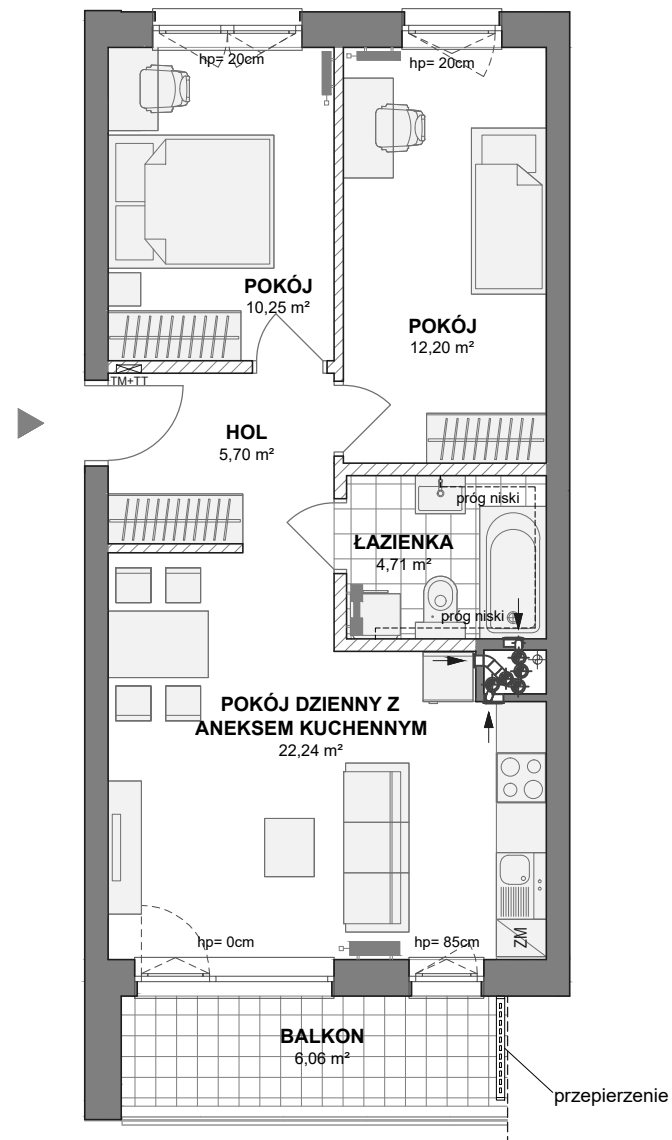 hp= 20cm
hp= 20cm
POKÓJ
10,25 m²
POKÓJ
12,20 m²
TM+TT
HOL
5,70 m²
próg niski
ŁAZIENKA
4,71 m²
próg niski
POKÓJ DZIENNY Z
ANEKSEM KUCHENNYM
22,24 m²
ZM
hp= 0cm
hp= 85cm
BALKON
6,06 m²
przepierzenie